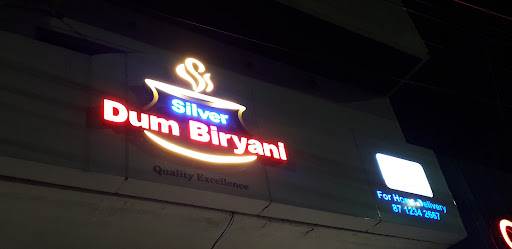 Silver
Dum Biryani
Quality Excellence
For Home Delivery
87 1234 2667